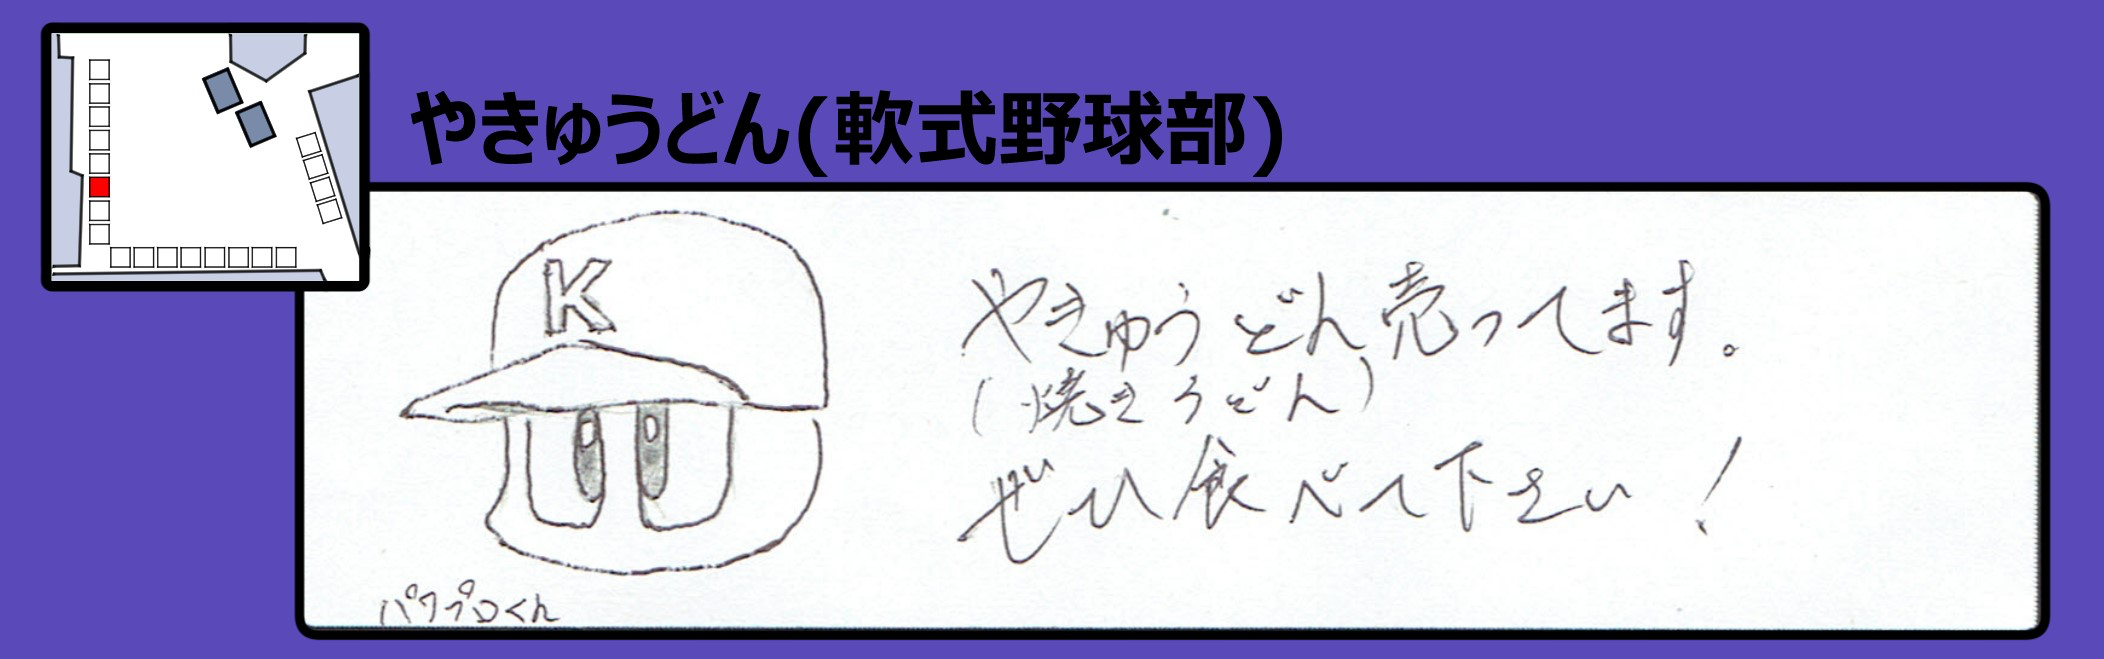 やきゅうどん(軟式野球部)
K
やきゅうどん売ってます。
(焼きうどん)
ぜひ食べて下さい!
パワプロくん